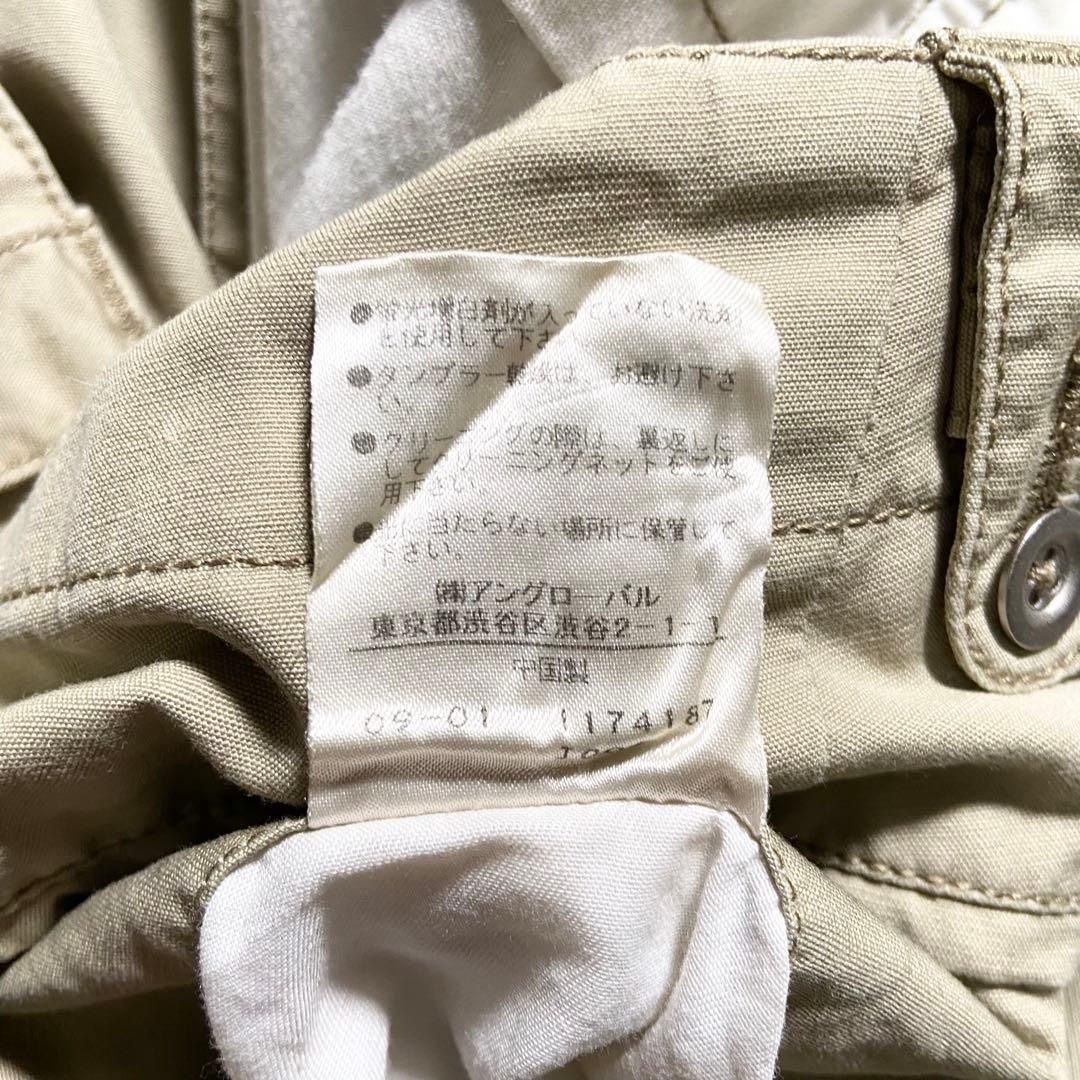 ●蛍光増白剤が入っていない洗剤
を使用して下さ
●タンブラー乾燥は、お避け下さ
い。
●クリーニングの際は、裏返しに
してクリーニングネットをご使
用下さい。
●光に当たらない場所に保管して
下さい。
㈱アングローバル
東京都渋谷区渋谷2-1-1
中国製
09-01 1174187